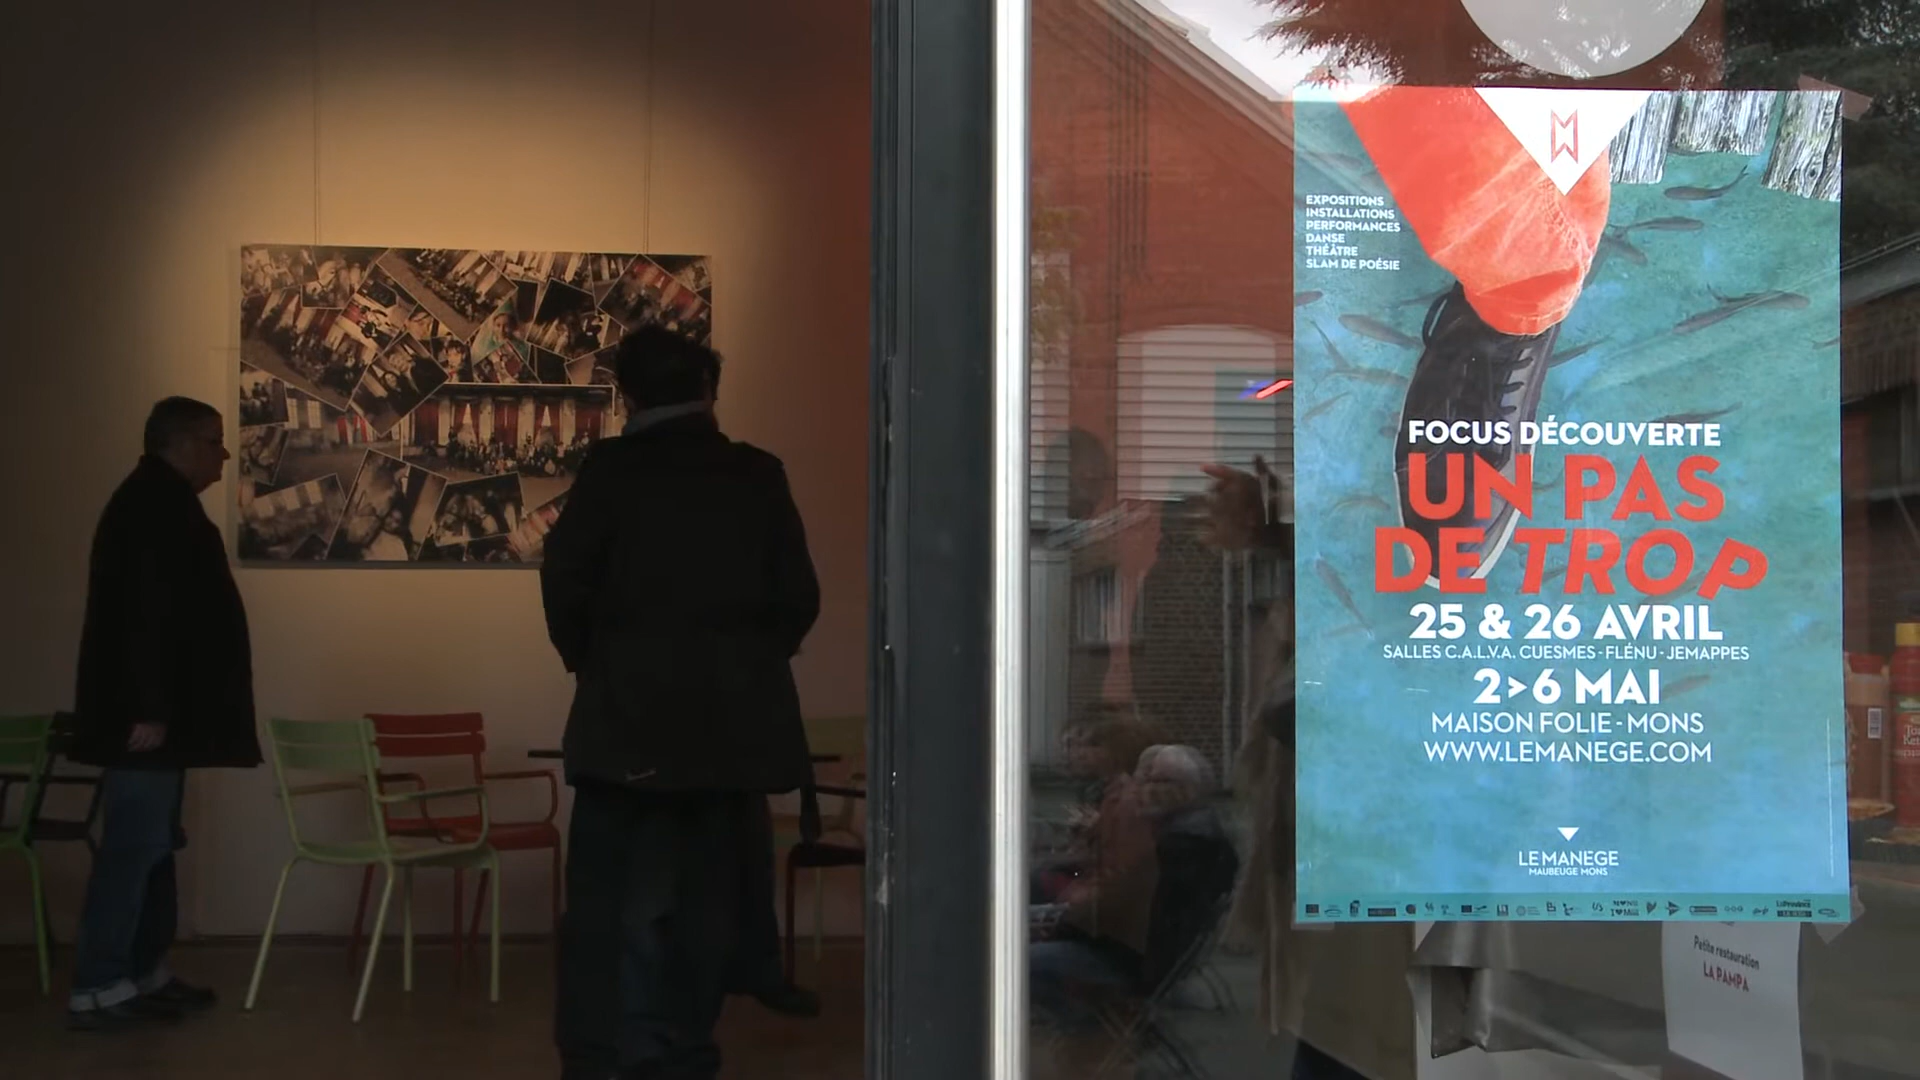 EXPOSITIONS
INSTALLATIONS
PERFORMANCES
DANSE
THÉÂTRE
SLAM DE POÉSIE
FOCUS DÉCOUVERTE
UN PAS
DE TROP
25 & 26 AVRIL
SALLES C.A.L.V.A. CUESMES - FLÉNU - JEMAPPES
2>6 MAI
MAISON FOLIE - MONS
WWW.LEMANEGE.COM
LE MANEGE
MAUBEUGE MONS
Petite restauration
LA PAMPA